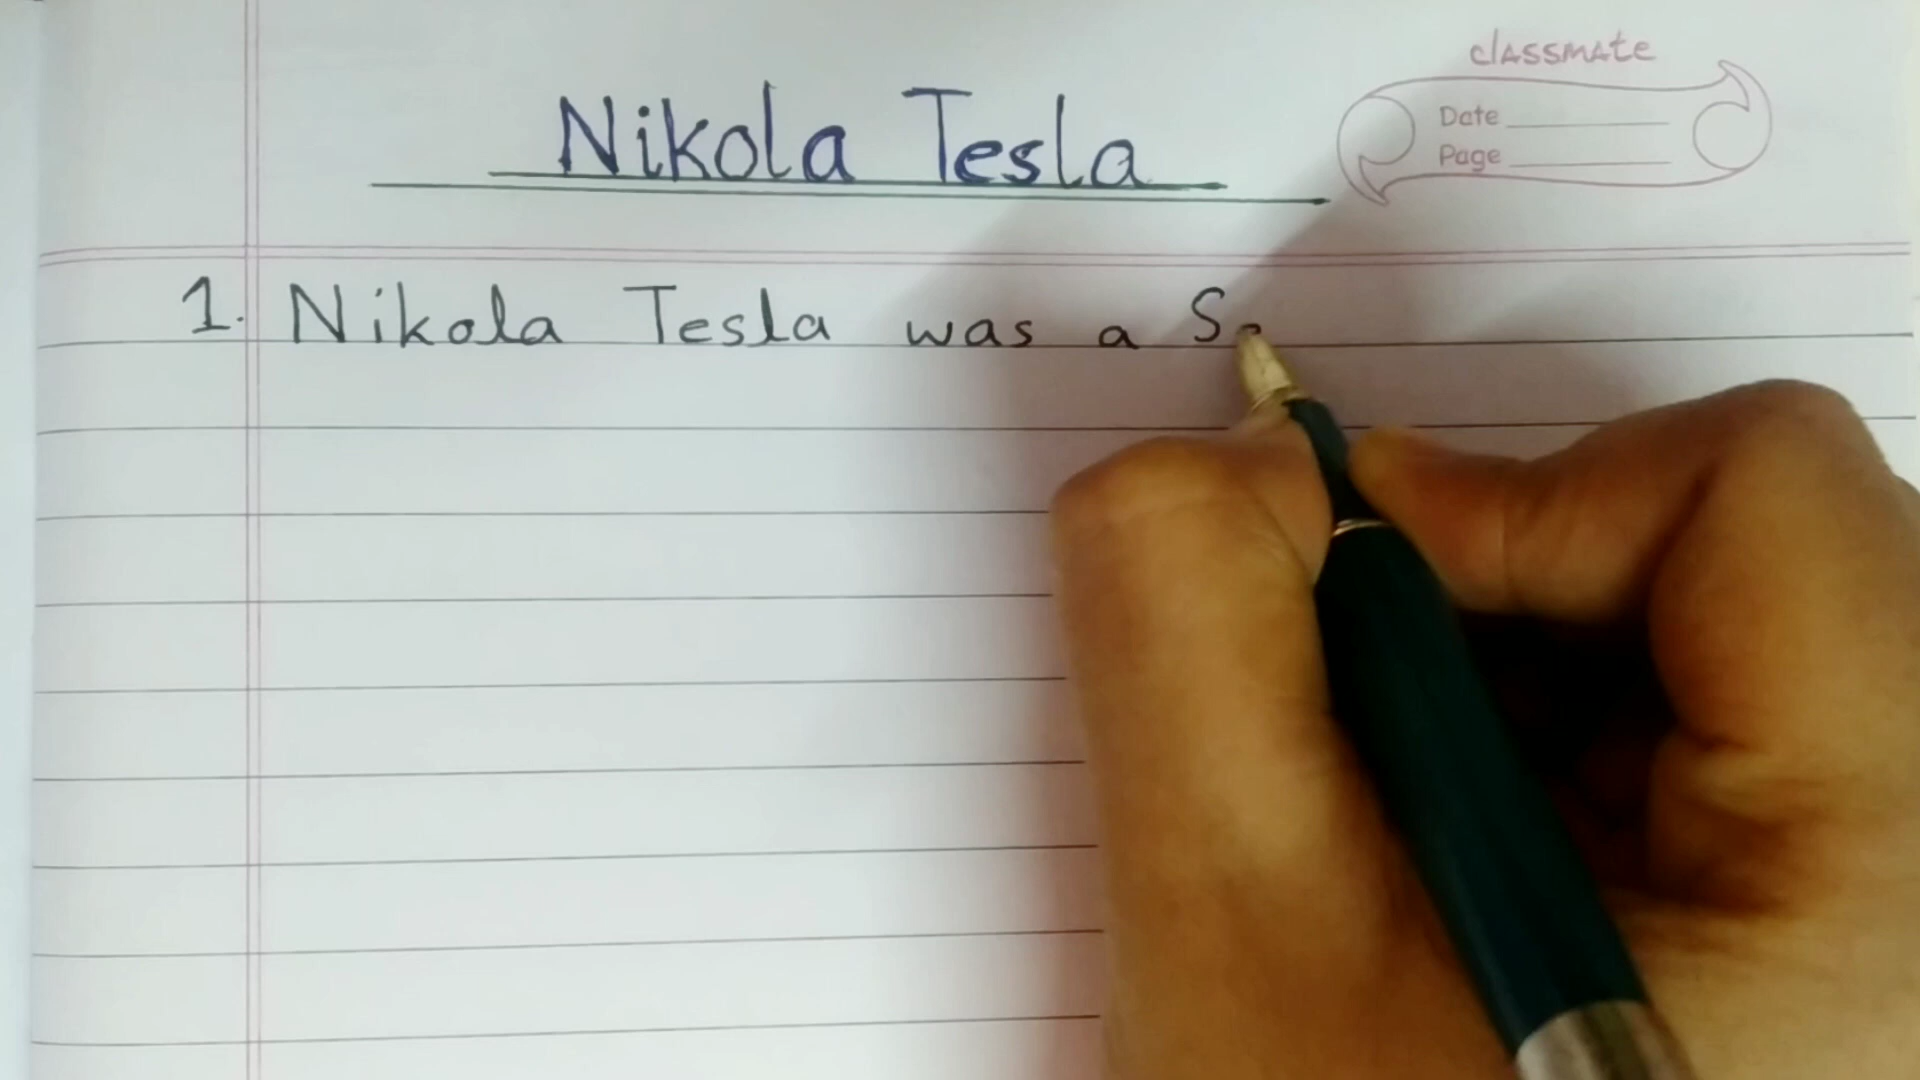 classmate
Nikola Tesla
Date
Page
1. Nikola Tesla was a S